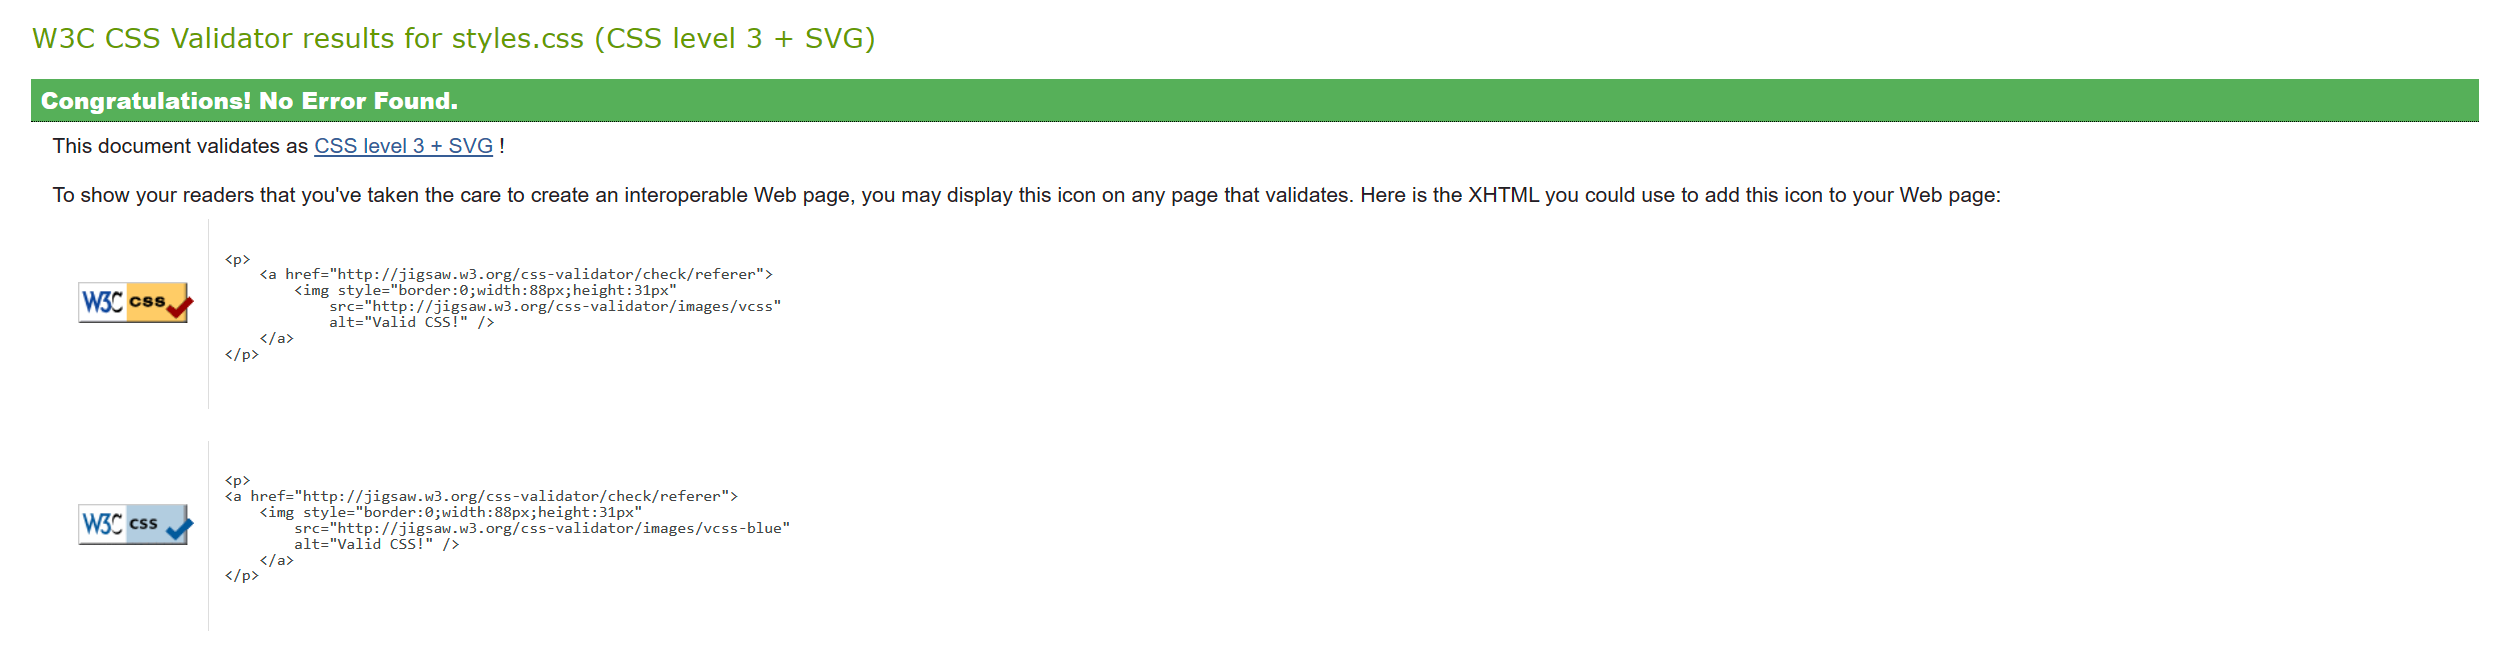 W3C CSS Validator results for styles.css (CSS level 3 + SVG)
Congratulations! No Error Found.
This document validates as CSS level 3 + SVG !
To show your readers that you've taken the care to create an interoperable Web page, you may display this icon on any page that validates. Here is the XHTML you could use to add this icon to your Web page:
W3C css
<p>
    <a href="http://jigsaw.w3.org/css-validator/check/referer">
        <img style="border:0;width:88px;height:31px"
            src="http://jigsaw.w3.org/css-validator/images/vcss"
            alt="Valid CSS!" />
    </a>
</p>
W3C css
<p>
<a href="http://jigsaw.w3.org/css-validator/check/referer">
    <img style="border:0;width:88px;height:31px"
        src="http://jigsaw.w3.org/css-validator/images/vcss-blue"
        alt="Valid CSS!" />
    </a>
</p>